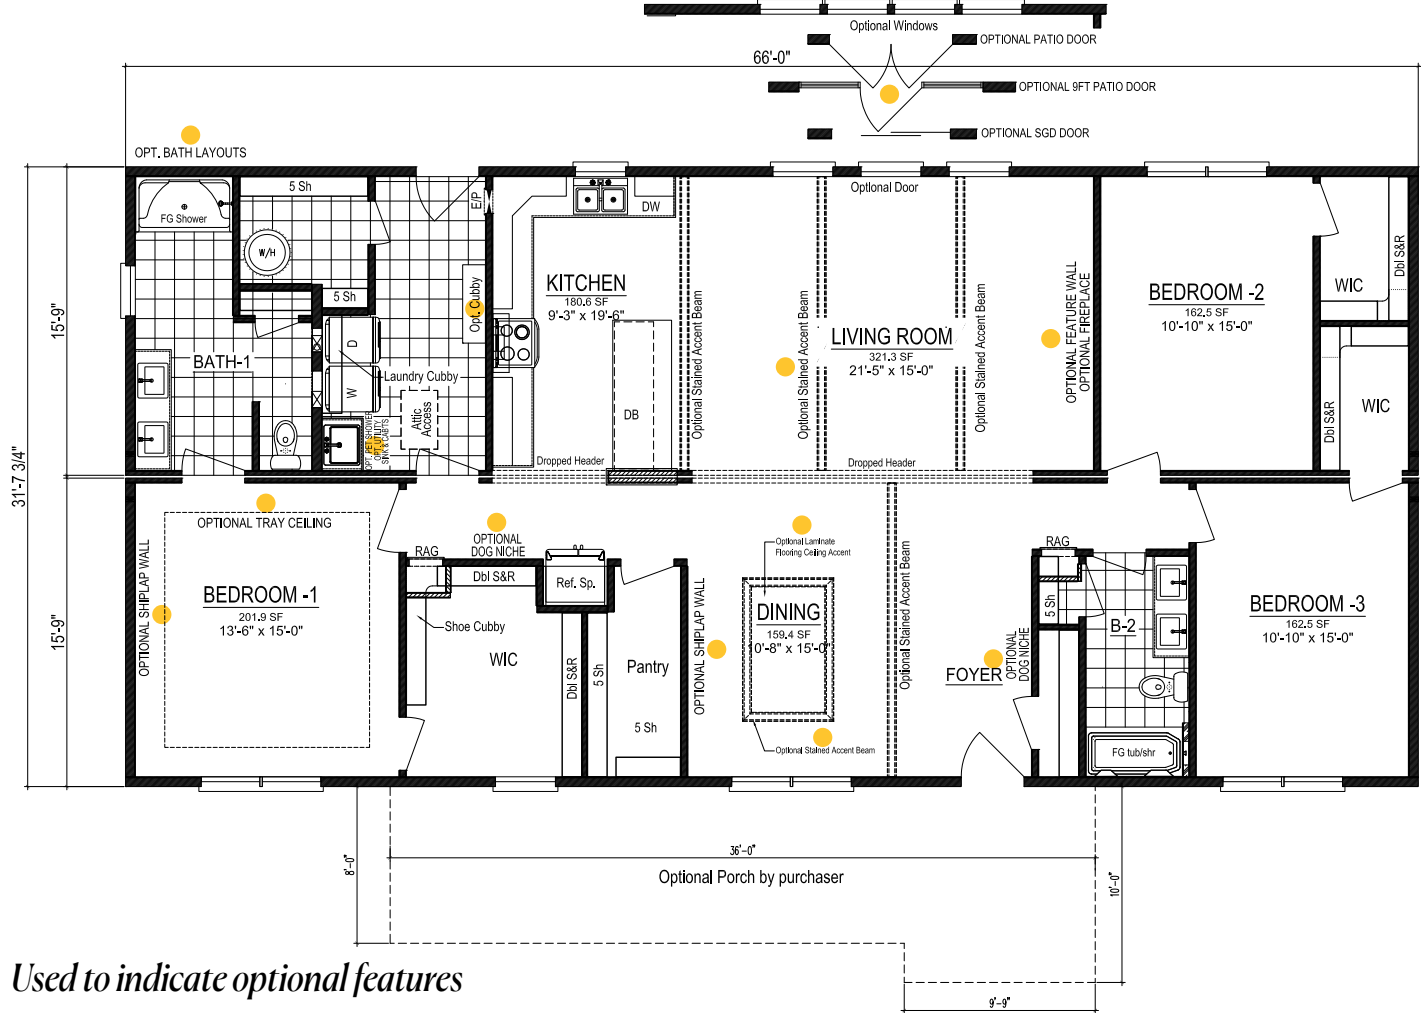 Optional Windows
OPTIONAL PATIO DOOR
66'-0"
OPTIONAL 9FT PATIO DOOR
OPTIONAL SGD DOOR
OPT. BATH LAYOUTS
5 Sh
FG Shower
W/H
5 Sh
E/P
Opt. Cubby
DW
Optional Door
KITCHEN
180.6 SF
9'-3" x 19'-6"
Optional Stained Accent Beam
Optional Stained Accent Beam
LIVING ROOM
321.3 SF
21'-5" x 15'-0"
Optional Stained Accent Beam
OPTIONAL FEATURE WALL
OPTIONAL FIREPLACE
BEDROOM -2
162.5 SF
10'-10" x 15'-0"
WIC
Dbl S&R
Dbl S&R
WIC
15'-9"
31'-7 3/4"
BATH-1
D
W
Laundry Cubby
Attic
Access
OPT. PET SHOWER
OPT. UTILITY
SINK & CAB'TS
DB
Dropped Header
Dropped Header
15'-9"
OPTIONAL SHIPLAP WALL
OPTIONAL TRAY CEILING
BEDROOM -1
201.9 SF
13'-6" x 15'-0"
OPTIONAL
DOG NICHE
RAG
Dbl S&R
Ref. Sp.
Shoe Cubby
WIC
Dbl S&R
5 Sh
Pantry
5 Sh
OPTIONAL SHIPLAP WALL
Optional Laminate
Flooring Ceiling Accent
DINING
159.4 SF
10'-8" x 15'-0"
Optional Stained Accent Beam
Optional Stained Accent Beam
FOYER
OPTIONAL
DOG NICHE
RAG
5 Sh
B-2
FG tub/shr
BEDROOM -3
162.5 SF
10'-10" x 15'-0"
8'-0"
36'-0"
Optional Porch by purchaser
10'-0"
9'-9"
Used to indicate optional features